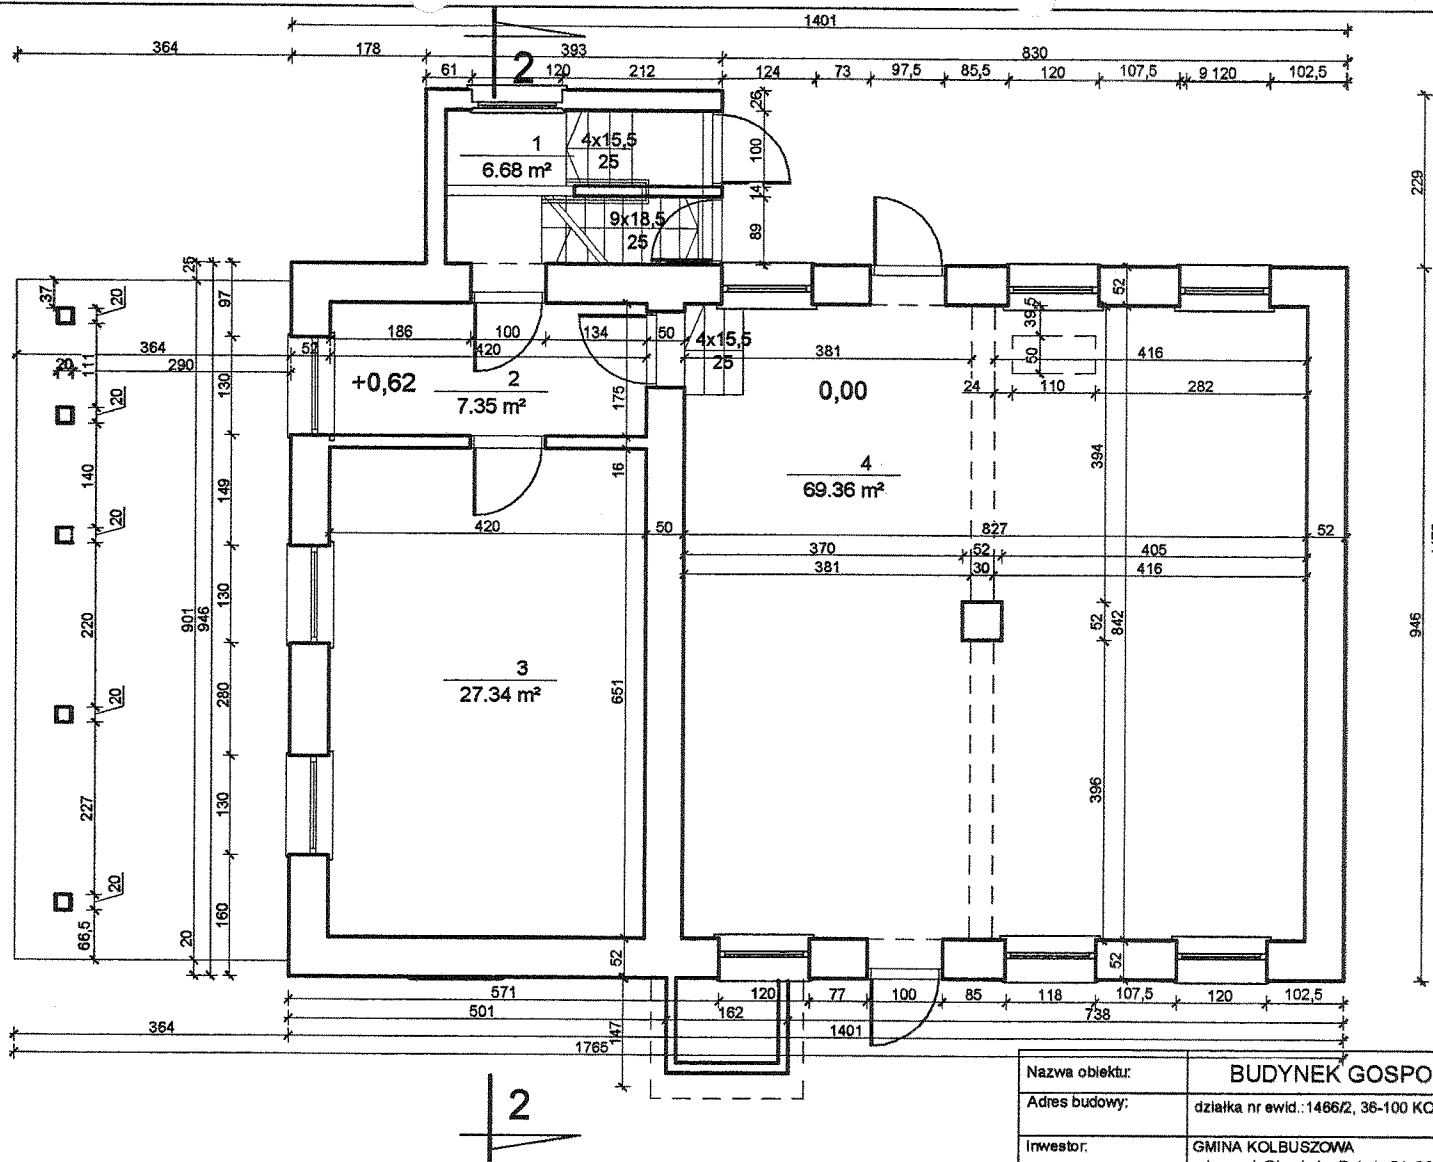 1401
364 178 393 830
61 120 212 124 73 97,5 85,5 120 107,5 9 120 102,5
2
26
1 4x15,5 100
6.68 m² 25
229
14
9x18,5 89
25
26
37 20 97 52
186 100 134 50 4x15,5 39,5
364 52 420 25 381 50 416
20 111 290 130 +0,62 2 175 0,00 24 110 282
20 7.35 m²
394
140 149 16 4
69.36 m²
20 420 50 827 52
370 52 405
381 30 416
130
220 901 946 52 842 946
3
27.34 m² 651
20 280
227 130 396
20
160
66,5 20 52 52
571 120 77 100 85 118 107,5 120 102,5
501 162 738
364 147 1401
1765
2
Nazwa obiektu: BUDYNEK GOSPO
Adres budowy: działka nr ewid.:1466/2, 36-100 KO
Inwestor: GMINA KOLBUSZOWA